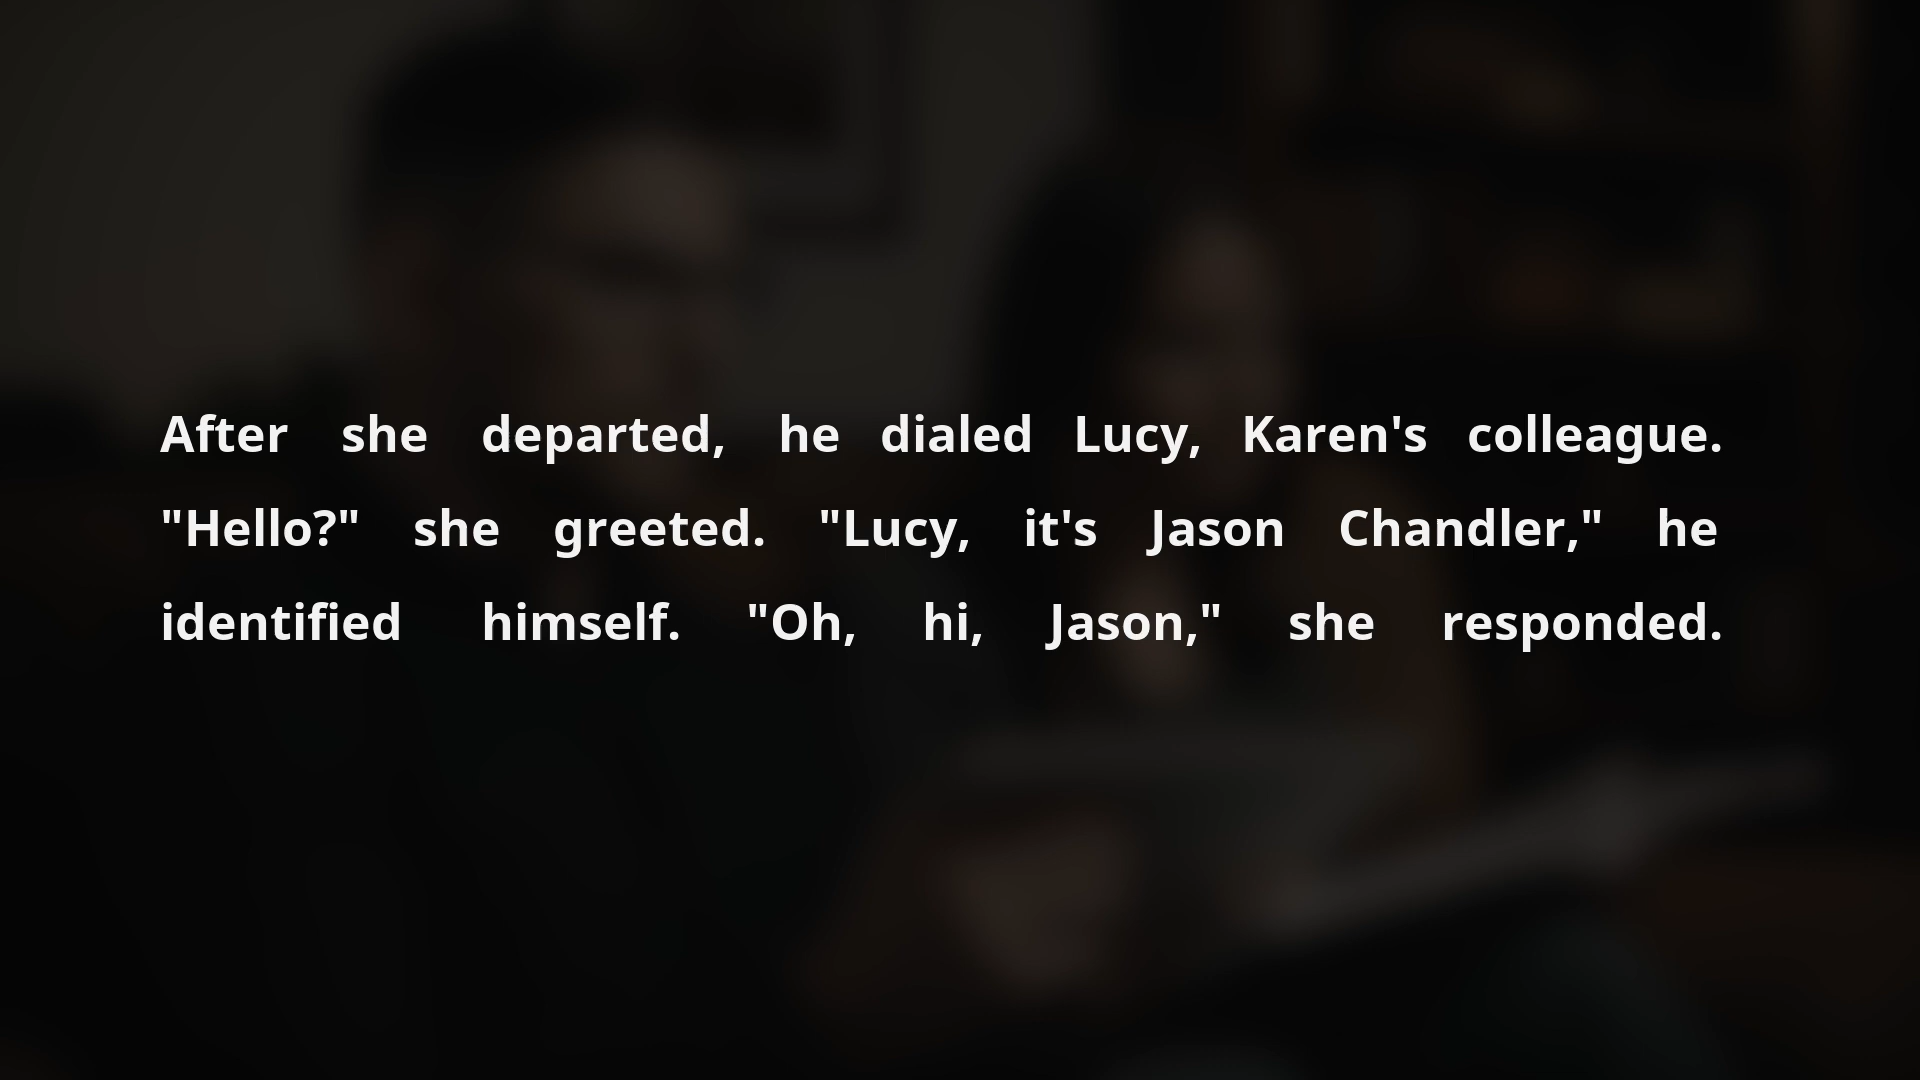 After she departed, he dialed Lucy, Karen's colleague.
"Hello?" she greeted. "Lucy, it's Jason Chandler," he
identified himself. "Oh, hi, Jason," she responded.